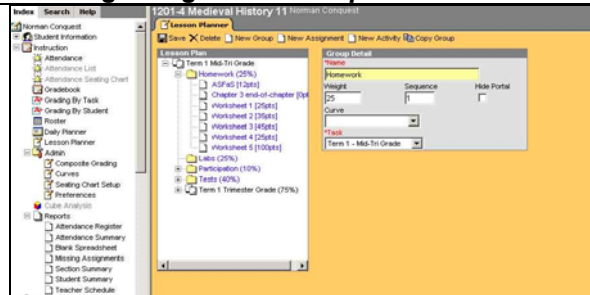 Index Search Help
1201-4 Medieval History 11 Norman Conquest
Norman Conquest
Student Information
Instruction
Attendance
Attendance List
Attendance Seating Chart
Gradebook
Grading By Task
Grading By Student
Roster
Daily Planner
Lesson Planner
Admin
Composite Grading
Curves
Seating Chart Setup
Preferences
Cube Analysis
Reports
Attendance Register
Attendance Summary
Blank Spreadsheet
Missing Assignments
Section Summary
Student Summary
Teacher Schedule
Lesson Planner
Save Delete New Group New Assignment New Activity Copy Group
Lesson Plan
Term 1 Mid-Tri Grade
Homework (25%)
ASFaS [12pts]
Chapter 3 end-of-chapter [0pt
Worksheet 1 [25pts]
Worksheet 2 [35pts]
Worksheet 3 [45pts]
Worksheet 4 [25pts]
Worksheet 5 [100pts]
Labs (25%)
Participation (10%)
Tests (40%)
Term 1 Trimester Grade (75%)
Group Detail
*Name
Homework
Weight Sequence Hide Portal
25 1
Curve
*Task
Term 1 - Mid-Tri Grade